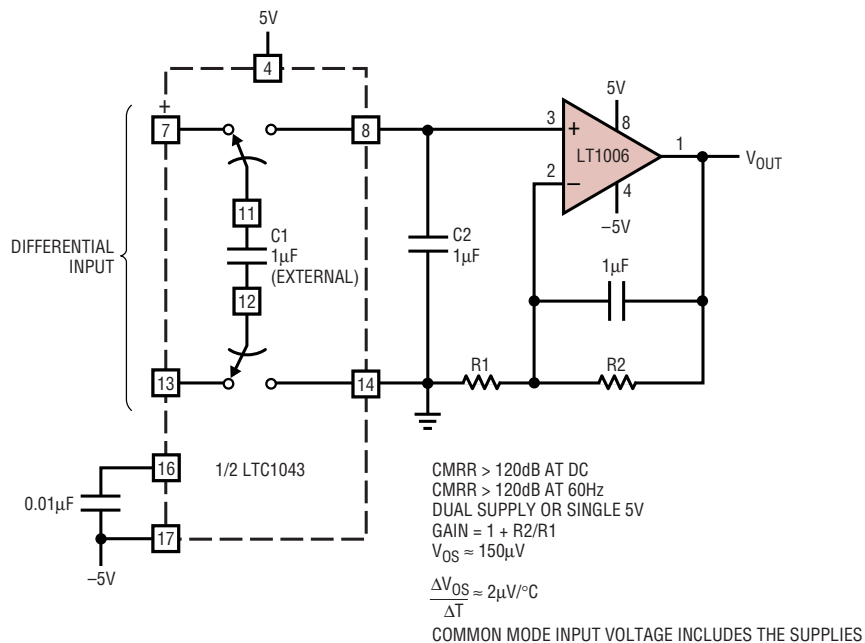 5V
4
+
7
8
11
C1
1µF
(EXTERNAL)
12
DIFFERENTIAL
INPUT
13
14
16
1/2 LTC1043
0.01µF
17
–5V
C2
1µF
5V
3
+
8
1
LT1006
VOUT
2
–
4
–5V
1µF
R1
R2
CMRR > 120dB AT DC
CMRR > 120dB AT 60Hz
DUAL SUPPLY OR SINGLE 5V
GAIN = 1 + R2/R1
VOS ≈ 150µV
ΔVOS
ΔT
≈ 2µV/°C
COMMON MODE INPUT VOLTAGE INCLUDES THE SUPPLIES